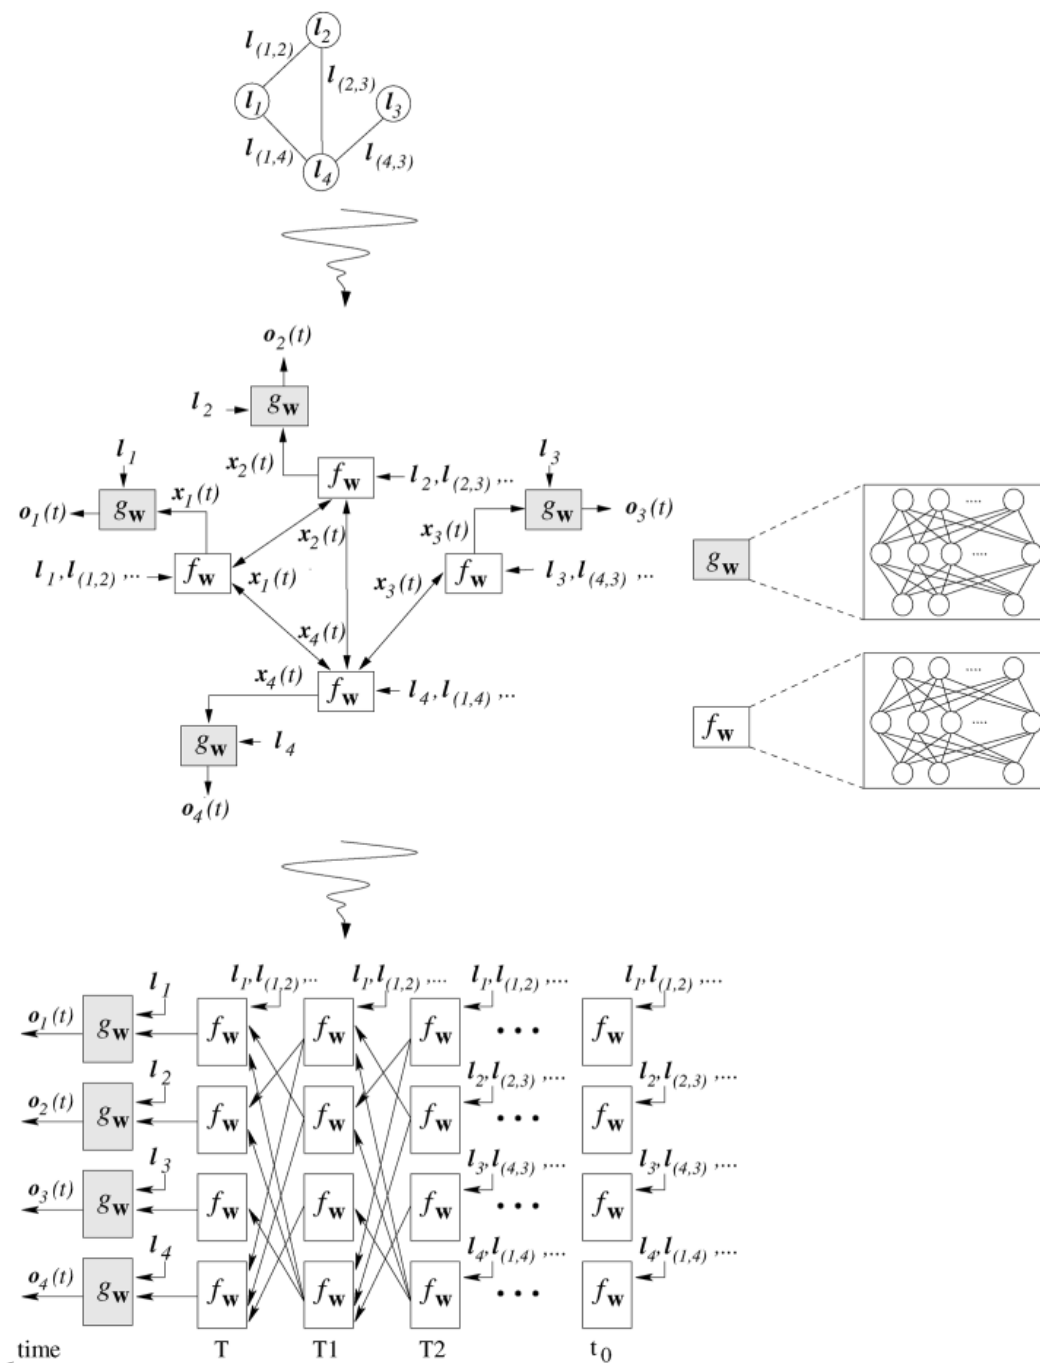 l2
l(1,2)
l(2,3)
l1
l3
l(1,4)
l4
l(4,3)
o2(t)
l2
gw
l1
x2(t)
fw
l2, l(2,3) ,..
l3
x1(t)
o1(t)
gw
x2(t)
x3(t)
gw
o3(t)
l1, l(1,2) ,..
fw
x1(t)
x3(t)
fw
l3, l(4,3) ,..
gw
....
....
x4(t)
x4(t)
fw
l4, l(1,4) ,..
gw
l4
o4(t)
fw
....
....
l1 l1, l(1,2) ,... l1, l(1,2) ,... l1, l(1,2) ,... l1, l(1,2) ,...
o1(t) gw fw fw fw ... fw
l2 l2, l(2,3) ,... l2, l(2,3) ,...
o2(t) gw fw fw fw ... fw
l3 l3, l(4,3) ,... l3, l(4,3) ,...
o3(t) gw fw fw fw ... fw
l4 l4, l(1,4) ,... l4, l(1,4) ,...
o4(t) gw fw fw fw ... fw
time T T1 T2 t0